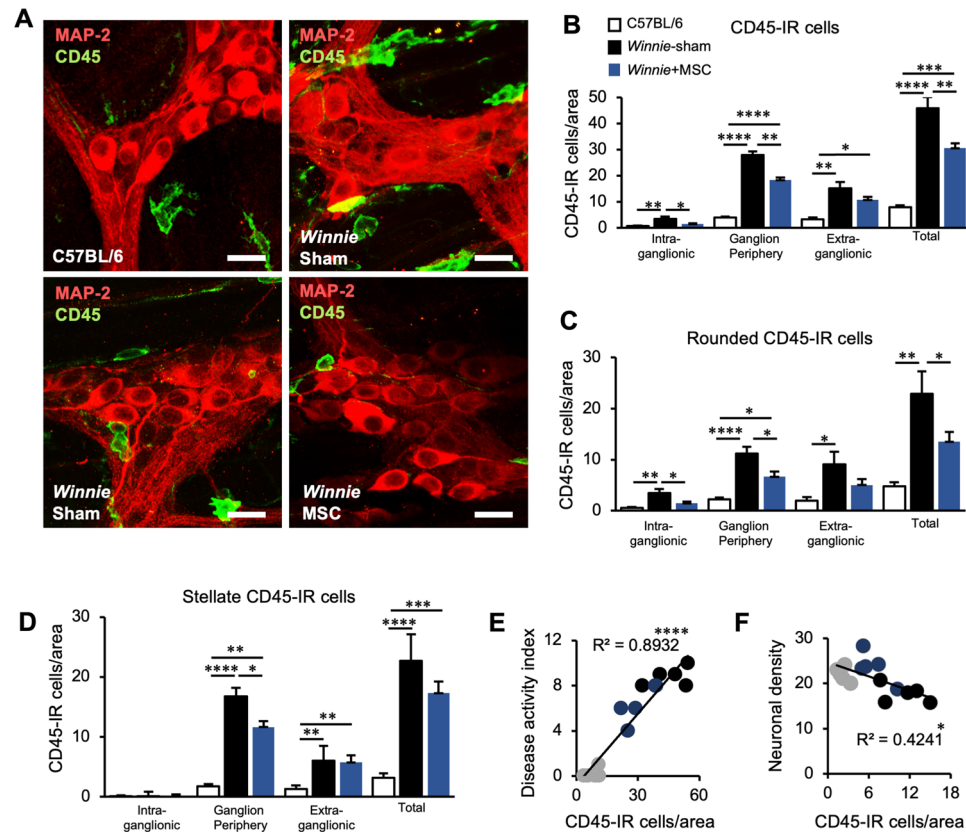 A
MAP-2
CD45
C57BL/6
MAP-2
CD45
Winnie
Sham
MAP-2
CD45
Winnie
Sham
MAP-2
CD45
Winnie
MSC
B
C57BL/6
Winnie-sham
Winnie+MSC
CD45-IR cells
CD45-IR cells/area
50
40
30
20
10
0
** *
**** **** **
** *
*** **** **
Intra-
ganglionic
Ganglion
Periphery
Extra-
ganglionic
Total
C
Rounded CD45-IR cells
CD45-IR cells/area
30
20
10
0
** *
* **** *
*
** *
Intra-
ganglionic
Ganglion
Periphery
Extra-
ganglionic
Total
D
Stellate CD45-IR cells
CD45-IR cells/area
30
20
10
0
** **** *
** **
*** ****
Intra-
ganglionic
Ganglion
Periphery
Extra-
ganglionic
Total
E
Disease activity index
12
8
4
0
****
R² = 0.8932
0 30 60
CD45-IR cells/area
F
Neuronal density
30
20
10
0
*
R² = 0.4241
0 6 12 18
CD45-IR cells/area